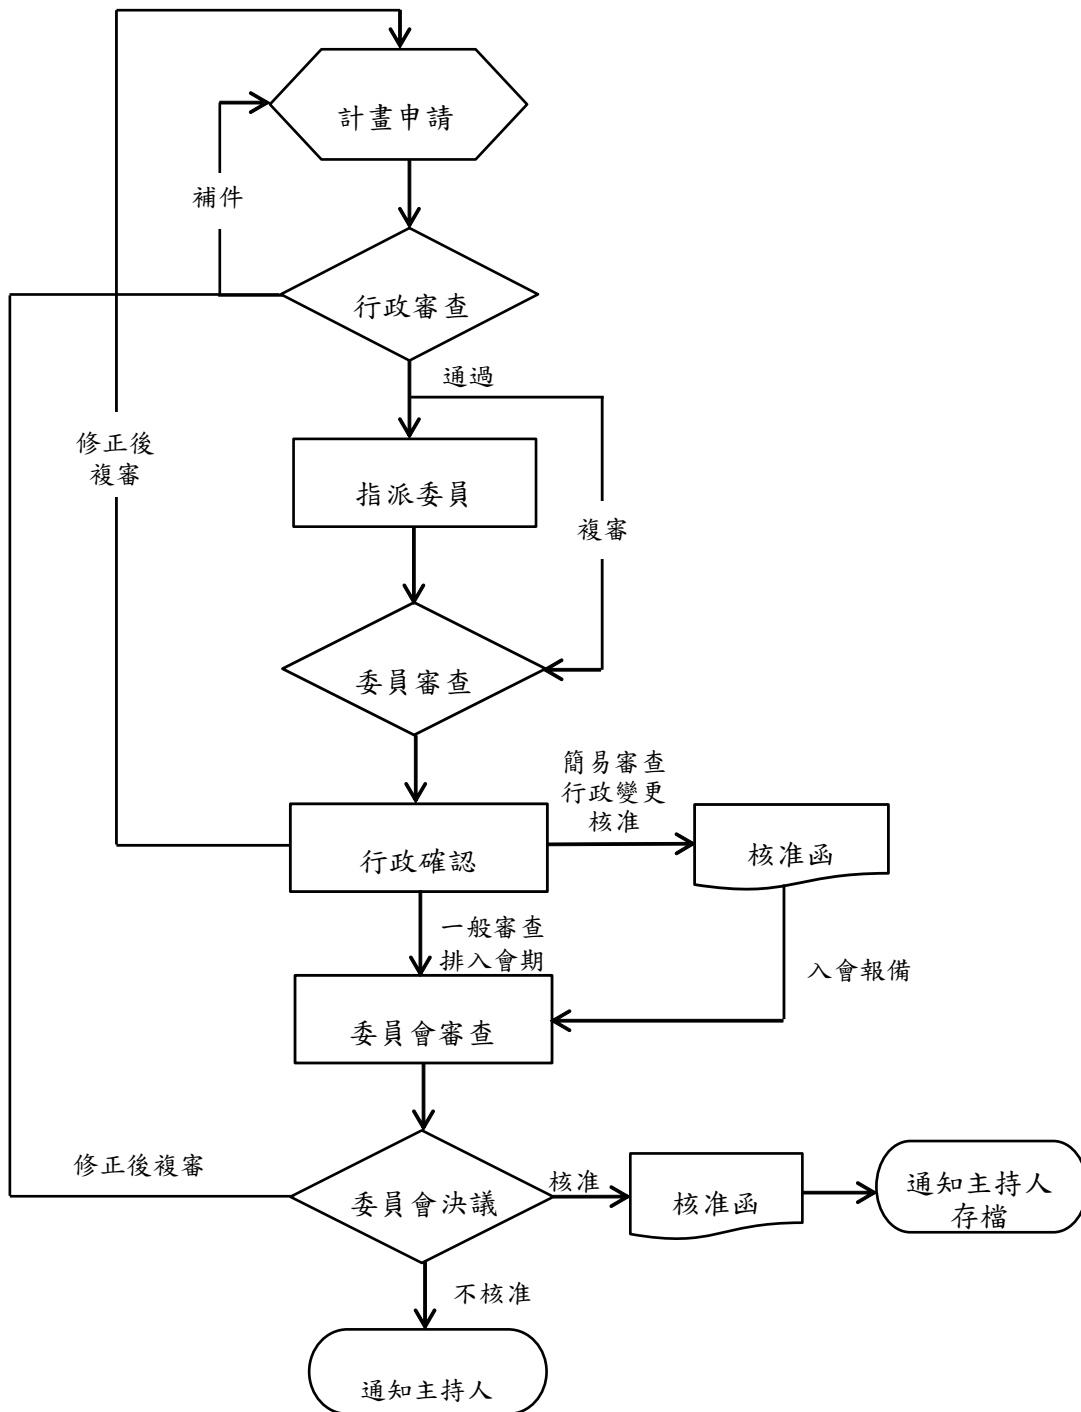 計畫申請
補件
行政審查
通過
修正後
複審
指派委員
複審
委員審查
簡易審查
行政變更
核准
行政確認
核准函
一般審查
排入會期
入會報備
委員會審查
修正後複審
委員會決議
核准
核准函
通知主持人
存檔
不核准
通知主持人